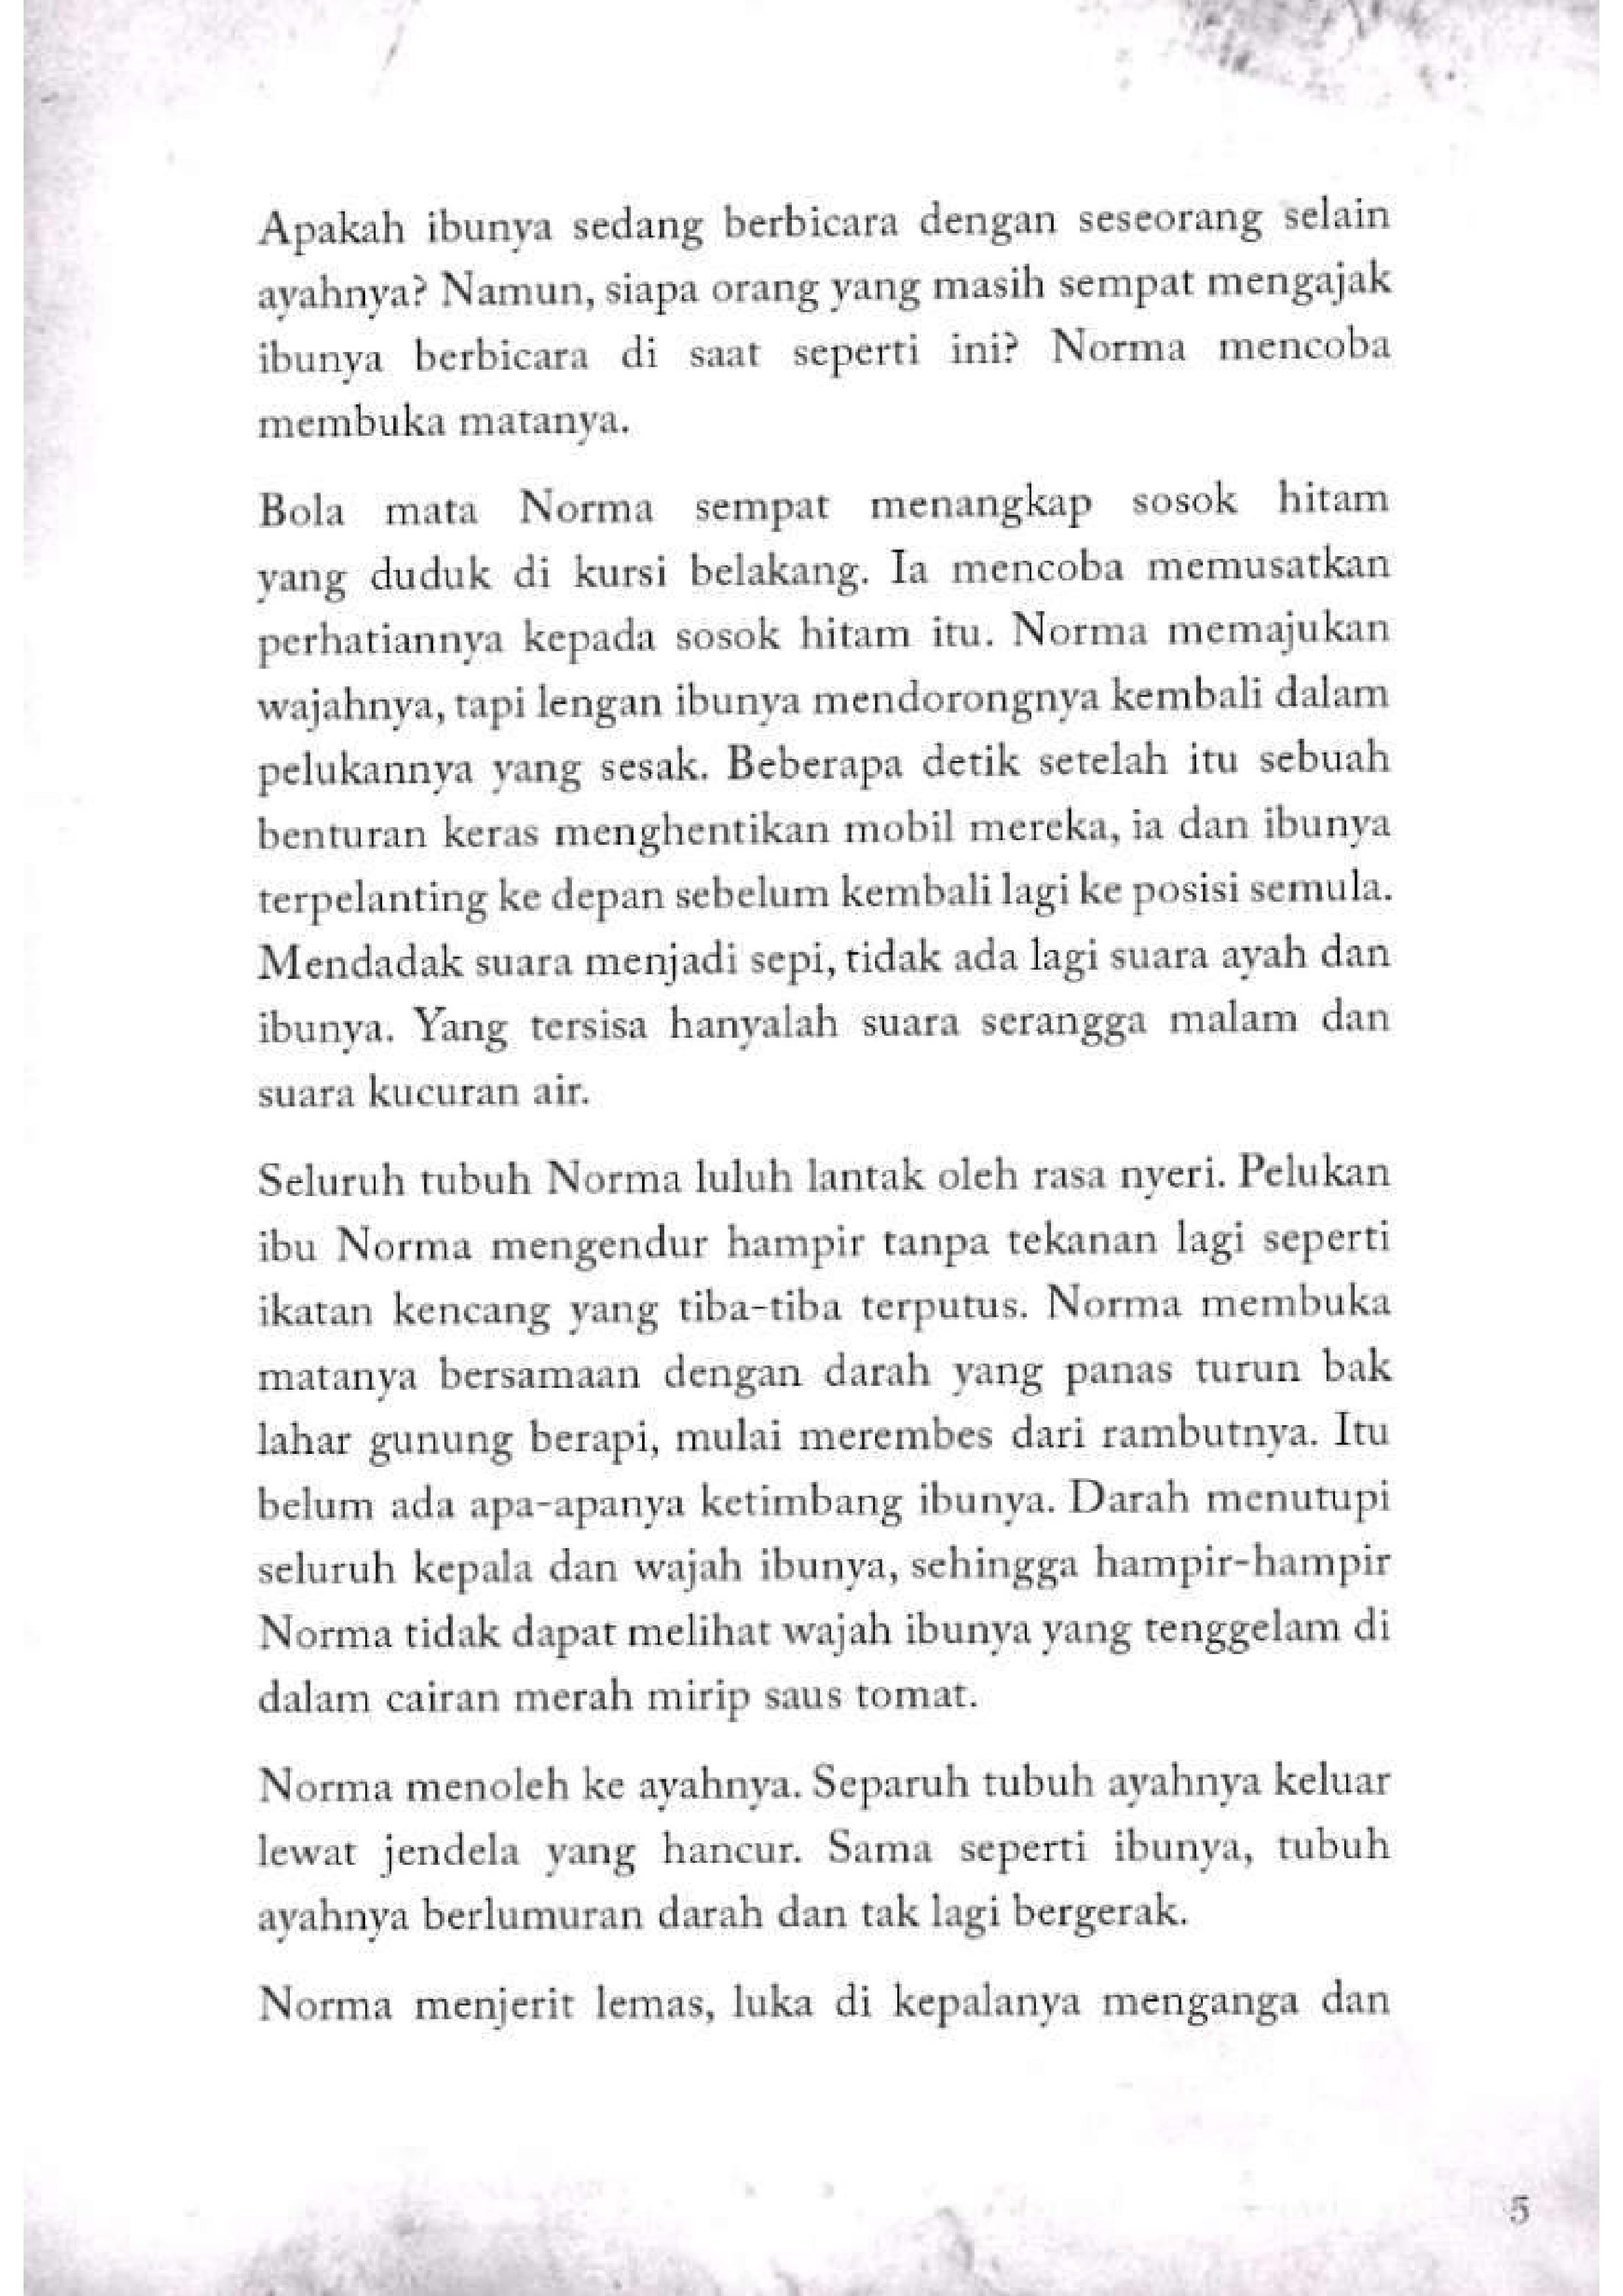 Apakah ibunya sedang berbicara dengan seseorang selain
ayahnya? Namun, siapa orang yang masih sempat mengajak
ibunya berbicara di saat seperti ini? Norma mencoba
membuka matanya.
Bola mata Norma sempat menangkap sosok hitam
yang duduk di kursi belakang. Ia mencoba memusatkan
perhatiannya kepada sosok hitam itu. Norma memajukan
wajahnya, tapi lengan ibunya mendorongnya kembali dalam
pelukannya yang sesak. Beberapa detik setelah itu sebuah
benturan keras menghentikan mobil mereka, ia dan ibunya
terpelanting ke depan sebelum kembali lagi ke posisi semula.
Mendadak suara menjadi sepi, tidak ada lagi suara ayah dan
ibunya. Yang tersisa hanyalah suara serangga malam dan
suara kucuran air.
Seluruh tubuh Norma luluh lantak oleh rasa nyeri. Pelukan
ibu Norma mengendur hampir tanpa tekanan lagi seperti
ikatan kencang yang tiba-tiba terputus. Norma membuka
matanya bersamaan dengan darah yang panas turun bak
lahar gunung berapi, mulai merembes dari rambutnya. Itu
belum ada apa-apanya ketimbang ibunya. Darah menutupi
seluruh kepala dan wajah ibunya, sehingga hampir-hampir
Norma tidak dapat melihat wajah ibunya yang tenggelam di
dalam cairan merah mirip saus tomat.
Norma menoleh ke ayahnya. Separuh tubuh ayahnya keluar
lewat jendela yang hancur. Sama seperti ibunya, tubuh
ayahnya berlumuran darah dan tak lagi bergerak.
Norma menjerit lemas, luka di kepalanya menganga dan
5